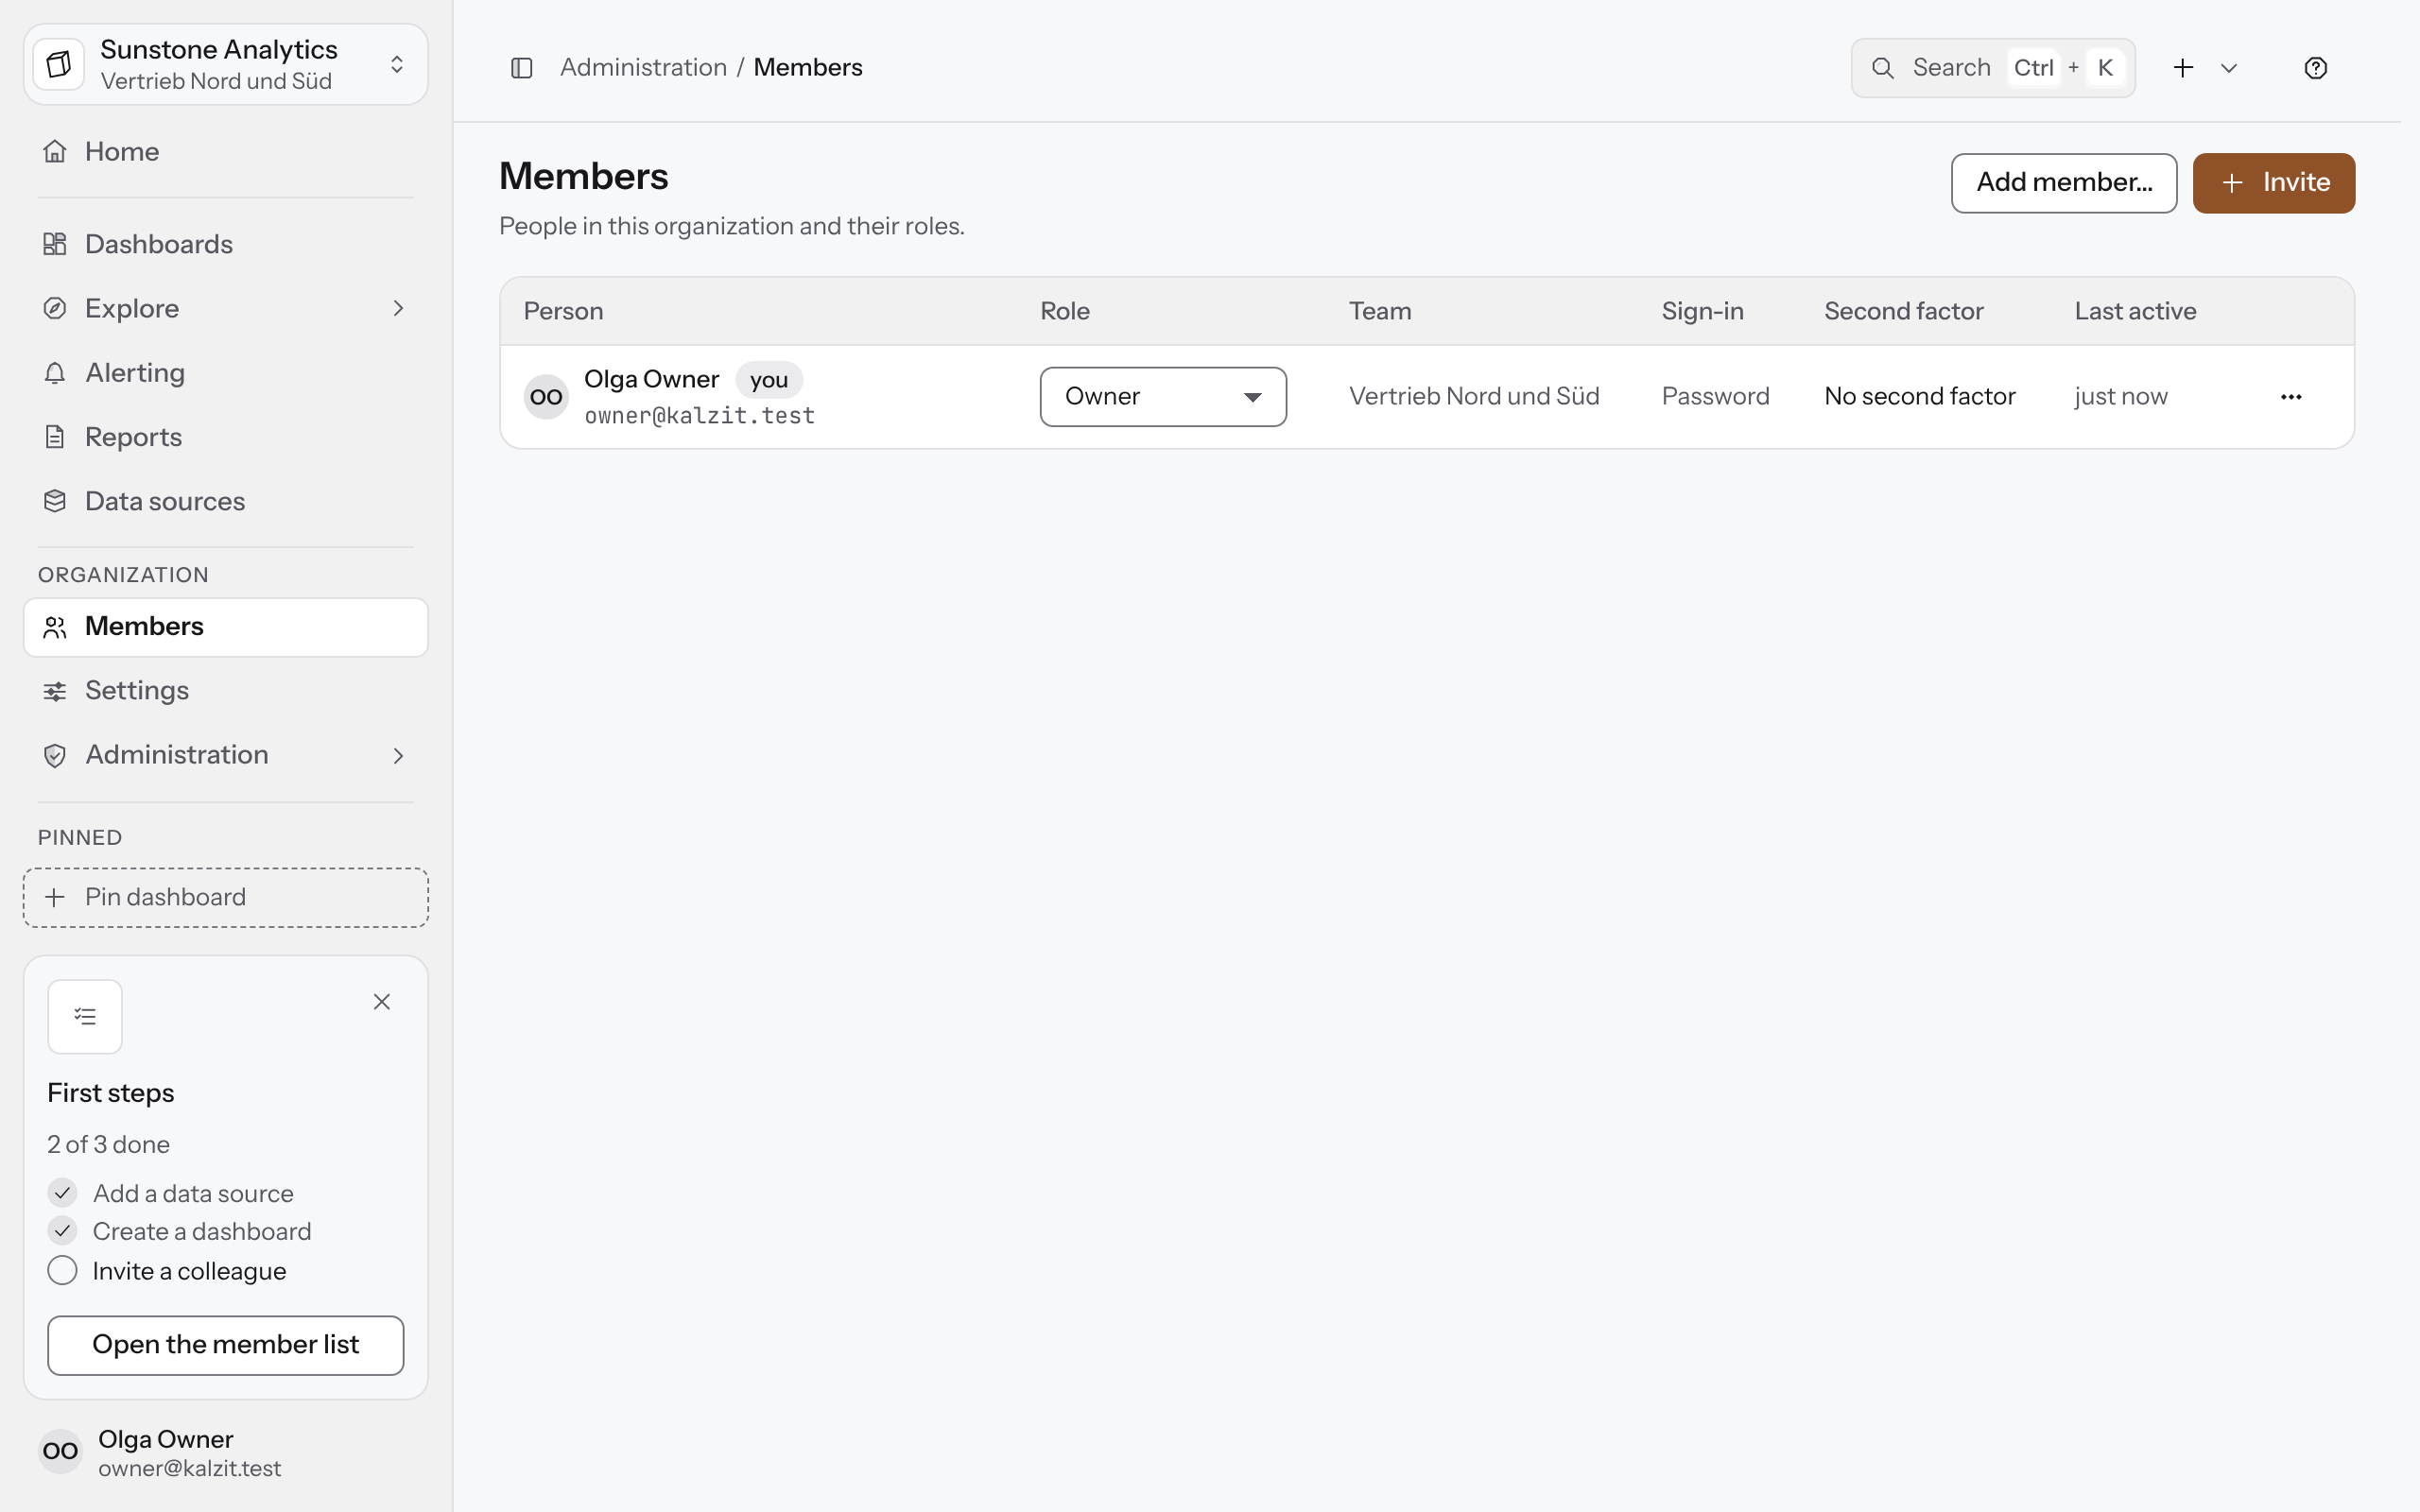 Sunstone Analytics
Vertrieb Nord und Süd
Home
Dashboards
Explore
Alerting
Reports
Data sources
ORGANIZATION
Members
Settings
Administration
PINNED
Pin dashboard
First steps
2 of 3 done
Add a data source
Create a dashboard
Invite a colleague
Open the member list
OO
Olga Owner
owner@kalzit.test
Administration / Members
Search Ctrl + K
Members
People in this organization and their roles.
Add member...
Invite
Person Role Team Sign-in Second factor Last active
OO Olga Owner you
owner@kalzit.test
Owner Vertrieb Nord und Süd Password No second factor just now